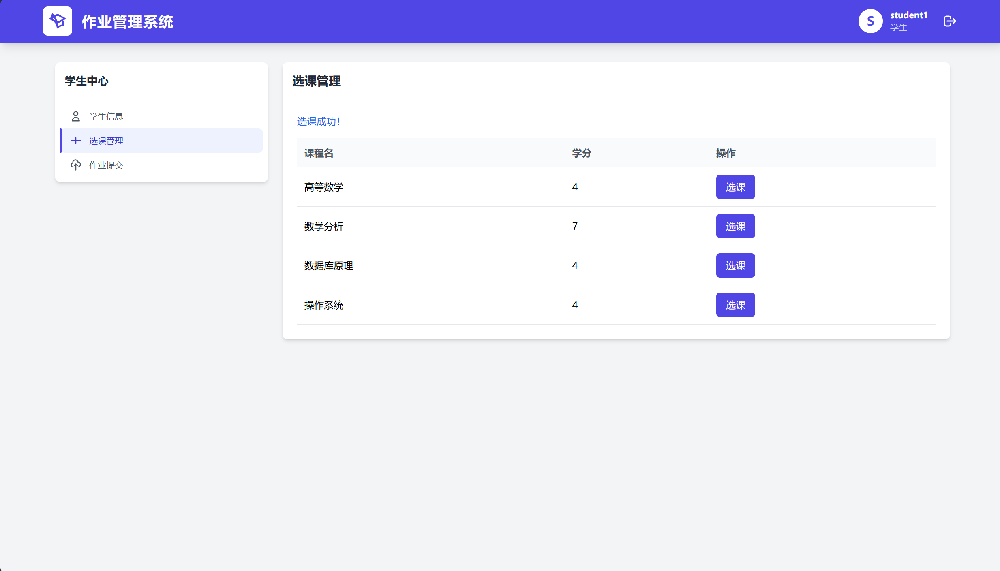 作业管理系统
S
student1
学生
学生中心
学生信息
选课管理
作业提交
选课管理
选课成功！
课程名 学分 操作
高等数学 4 选课
数学分析 7 选课
数据库原理 4 选课
操作系统 4 选课